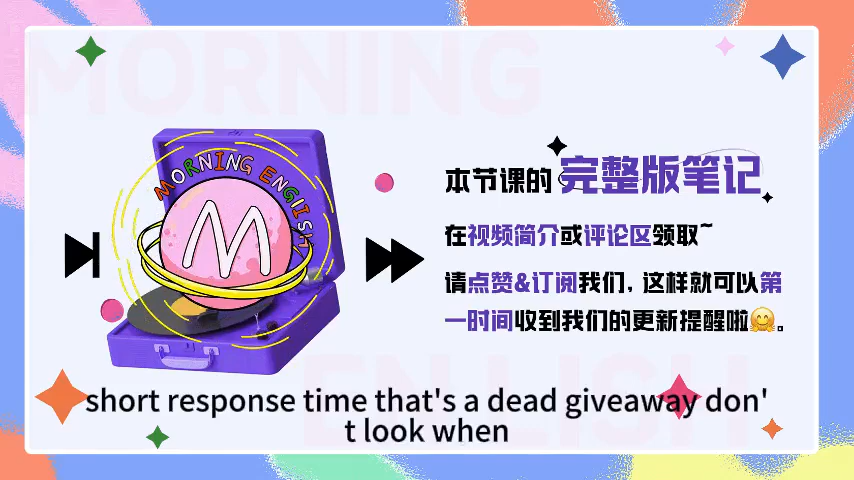 MORNING
MORNING ENGLISH
M
本节课的 完整版笔记
在视频简介或评论区领取~
请点赞&订阅我们，这样就可以第
一时间收到我们的更新提醒啦🤗。
ENGLISH
short response time that's a dead giveaway don'
t look when